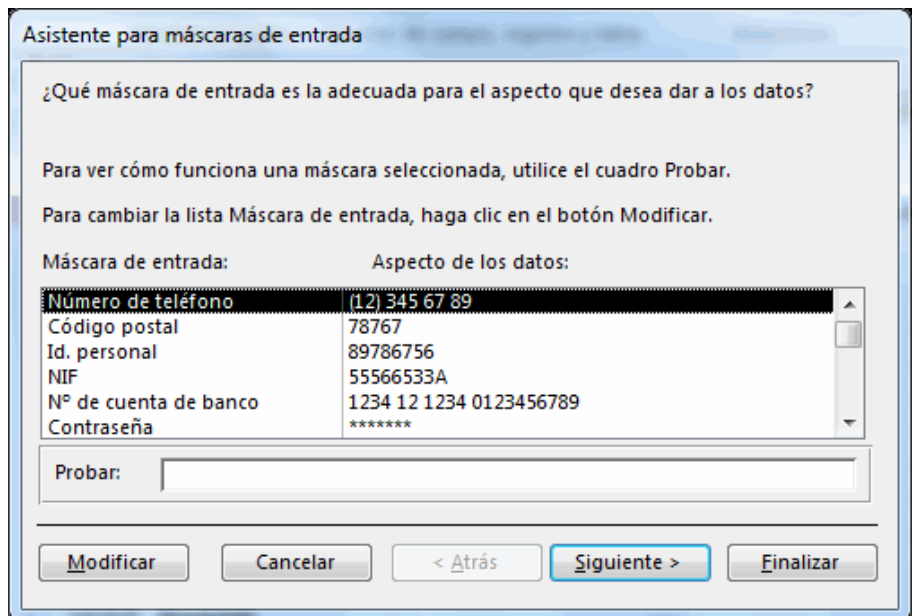 Asistente para máscaras de entrada
¿Qué máscara de entrada es la adecuada para el aspecto que desea dar a los datos?
Para ver cómo funciona una máscara seleccionada, utilice el cuadro Probar.
Para cambiar la lista Máscara de entrada, haga clic en el botón Modificar.
Máscara de entrada: Aspecto de los datos:
Número de teléfono (12) 345 67 89
Código postal 78767
Id. personal 89786756
NIF 55566533A
Nº de cuenta de banco 1234 12 1234 0123456789
Contraseña *******
Probar:
Modificar Cancelar < Atrás Siguiente > Finalizar